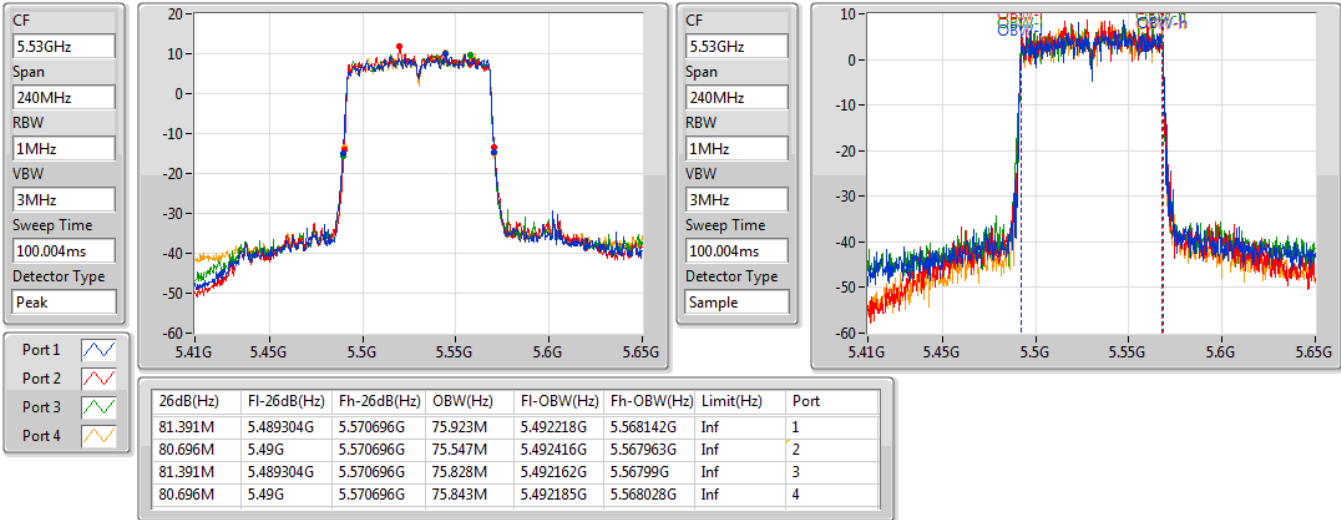 CF
5.53GHz
Span
240MHz
RBW
1MHz
VBW
3MHz
Sweep Time
100.004ms
Detector Type
Peak
20
10
0
-10
-20
-30
-40
-50
-60
5.41G 5.45G 5.5G 5.55G 5.6G 5.65G
CF
5.53GHz
Span
240MHz
RBW
1MHz
VBW
3MHz
Sweep Time
100.004ms
Detector Type
Sample
10
0
-10
-20
-30
-40
-50
-60
5.41G 5.45G 5.5G 5.55G 5.6G 5.65G
Port 1
Port 2
Port 3
Port 4
26dB(Hz) Fl-26dB(Hz) Fh-26dB(Hz) OBW(Hz) Fl-OBW(Hz) Fh-OBW(Hz) Limit(Hz) Port
81.391M 5.489304G 5.570696G 75.923M 5.492218G 5.568142G Inf 1
80.696M 5.49G 5.570696G 75.547M 5.492416G 5.567963G Inf 2
81.391M 5.489304G 5.570696G 75.828M 5.492162G 5.56799G Inf 3
80.696M 5.49G 5.570696G 75.843M 5.492185G 5.568028G Inf 4